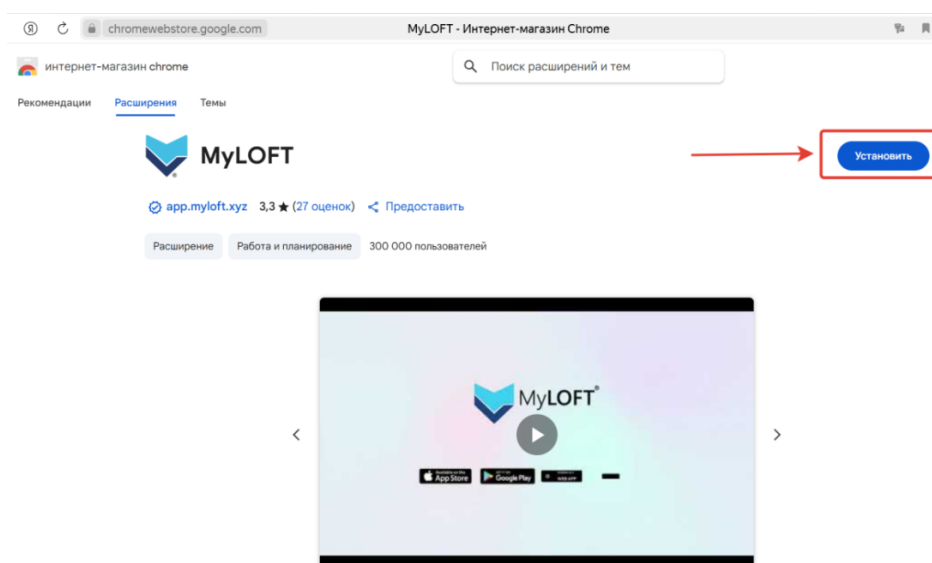 Я chromewebstore.google.com MyLOFT - Интернет-магазин Chrome
интернет-магазин chrome Поиск расширений и тем
Рекомендации Расширения Темы
MyLOFT
Установить
app.myloft.xyz 3,3 ★ (27 оценок) Предоставить
Расширение Работа и планирование 300 000 пользователей
MyLOFT®
App Store Google Play